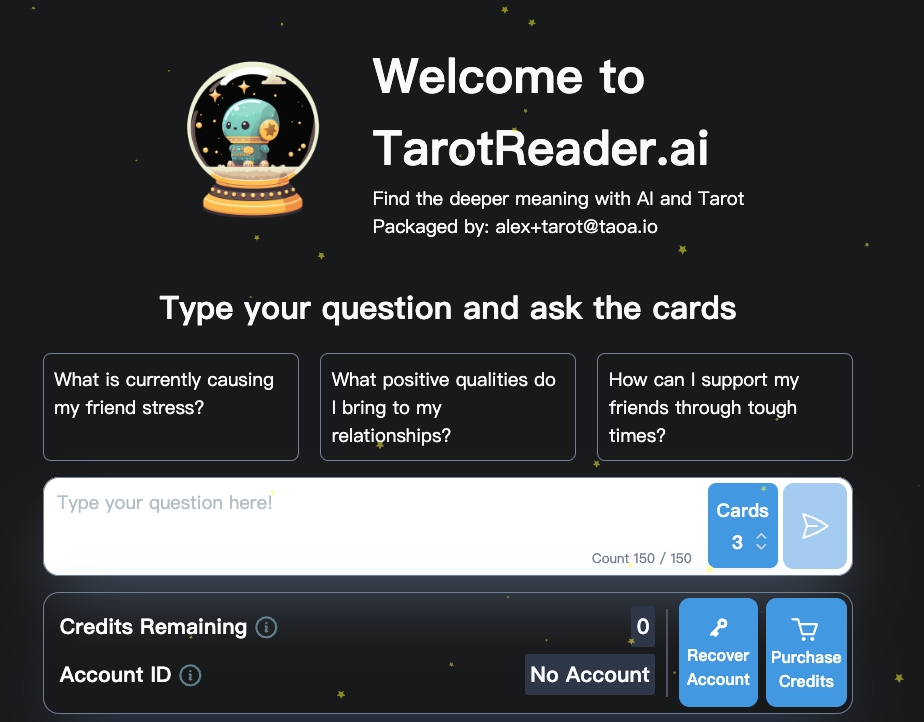 Welcome to
TarotReader.ai
Find the deeper meaning with AI and Tarot
Packaged by: alex+tarot@taoa.io
Type your question and ask the cards
What is currently causing
my friend stress?
What positive qualities do
I bring to my
relationships?
How can I support my
friends through tough
times?
Type your question here!
Count 150 / 150
Cards
3
Credits Remaining
0
Account ID
No Account
Recover
Account
Purchase
Credits